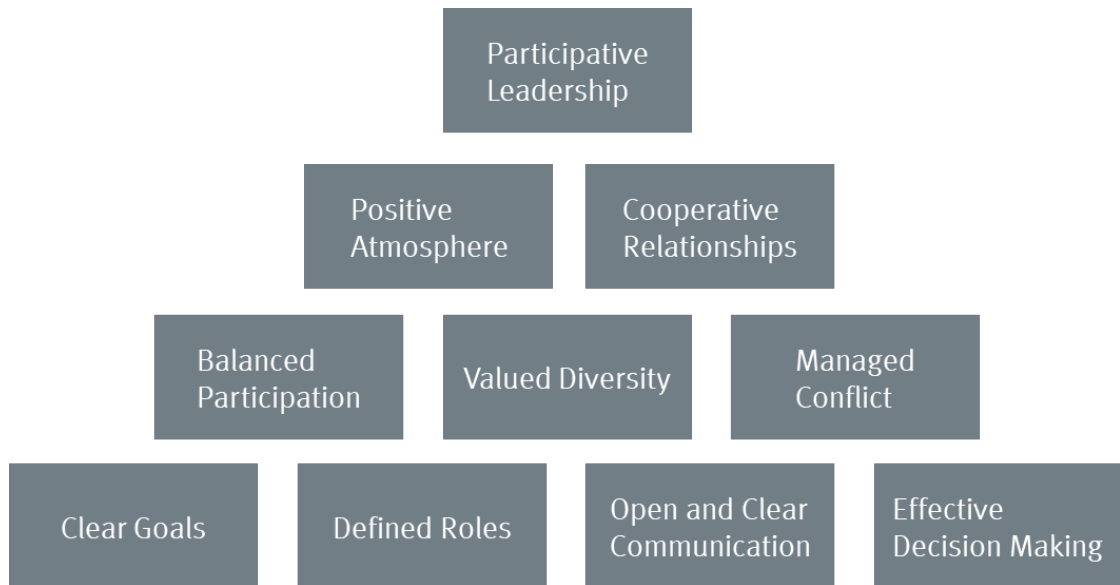 Participative
Leadership
Positive
Atmosphere
Cooperative
Relationships
Balanced
Participation
Valued Diversity
Managed
Conflict
Clear Goals
Defined Roles
Open and Clear
Communication
Effective
Decision Making